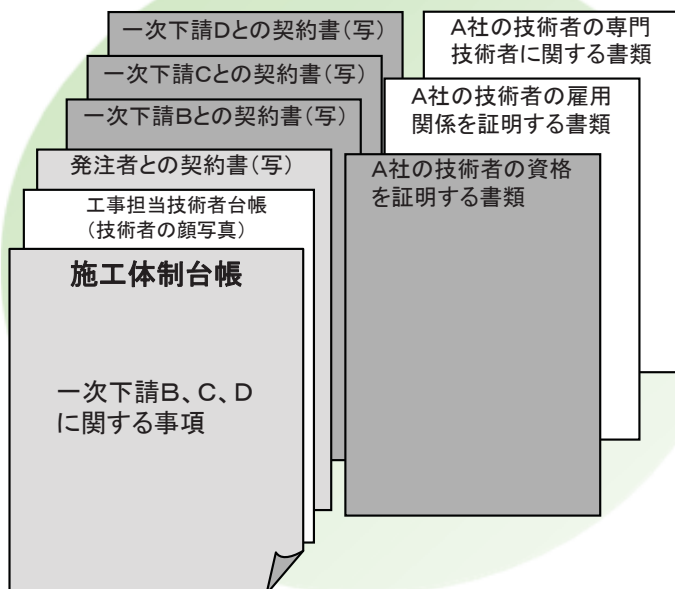 一次下請Dとの契約書（写）
一次下請Cとの契約書（写）
一次下請Bとの契約書（写）
発注者との契約書（写）
工事担当技術者台帳
（技術者の顔写真）
施工体制台帳
一次下請B、C、D
に関する事項
A社の技術者の専門
技術者に関する書類
A社の技術者の雇用
関係を証明する書類
A社の技術者の資格
を証明する書類